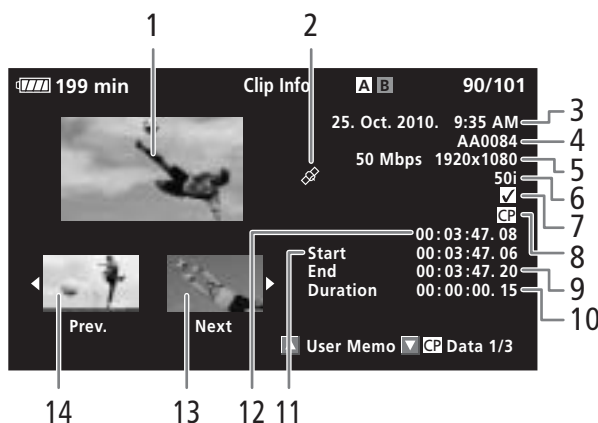 1 2
199 min Clip Info A B 90/101
25. Oct. 2010. 9:35 AM 3
AA0084 4
50 Mbps 1920x1080 5
50i 6
7
CP 8
00:03:47.08
Start 00:03:47.06
End 00:03:47.20 9
Duration 00:00:00.15 10
Prev. Next
User Memo CP Data 1/3
14 13 12 11